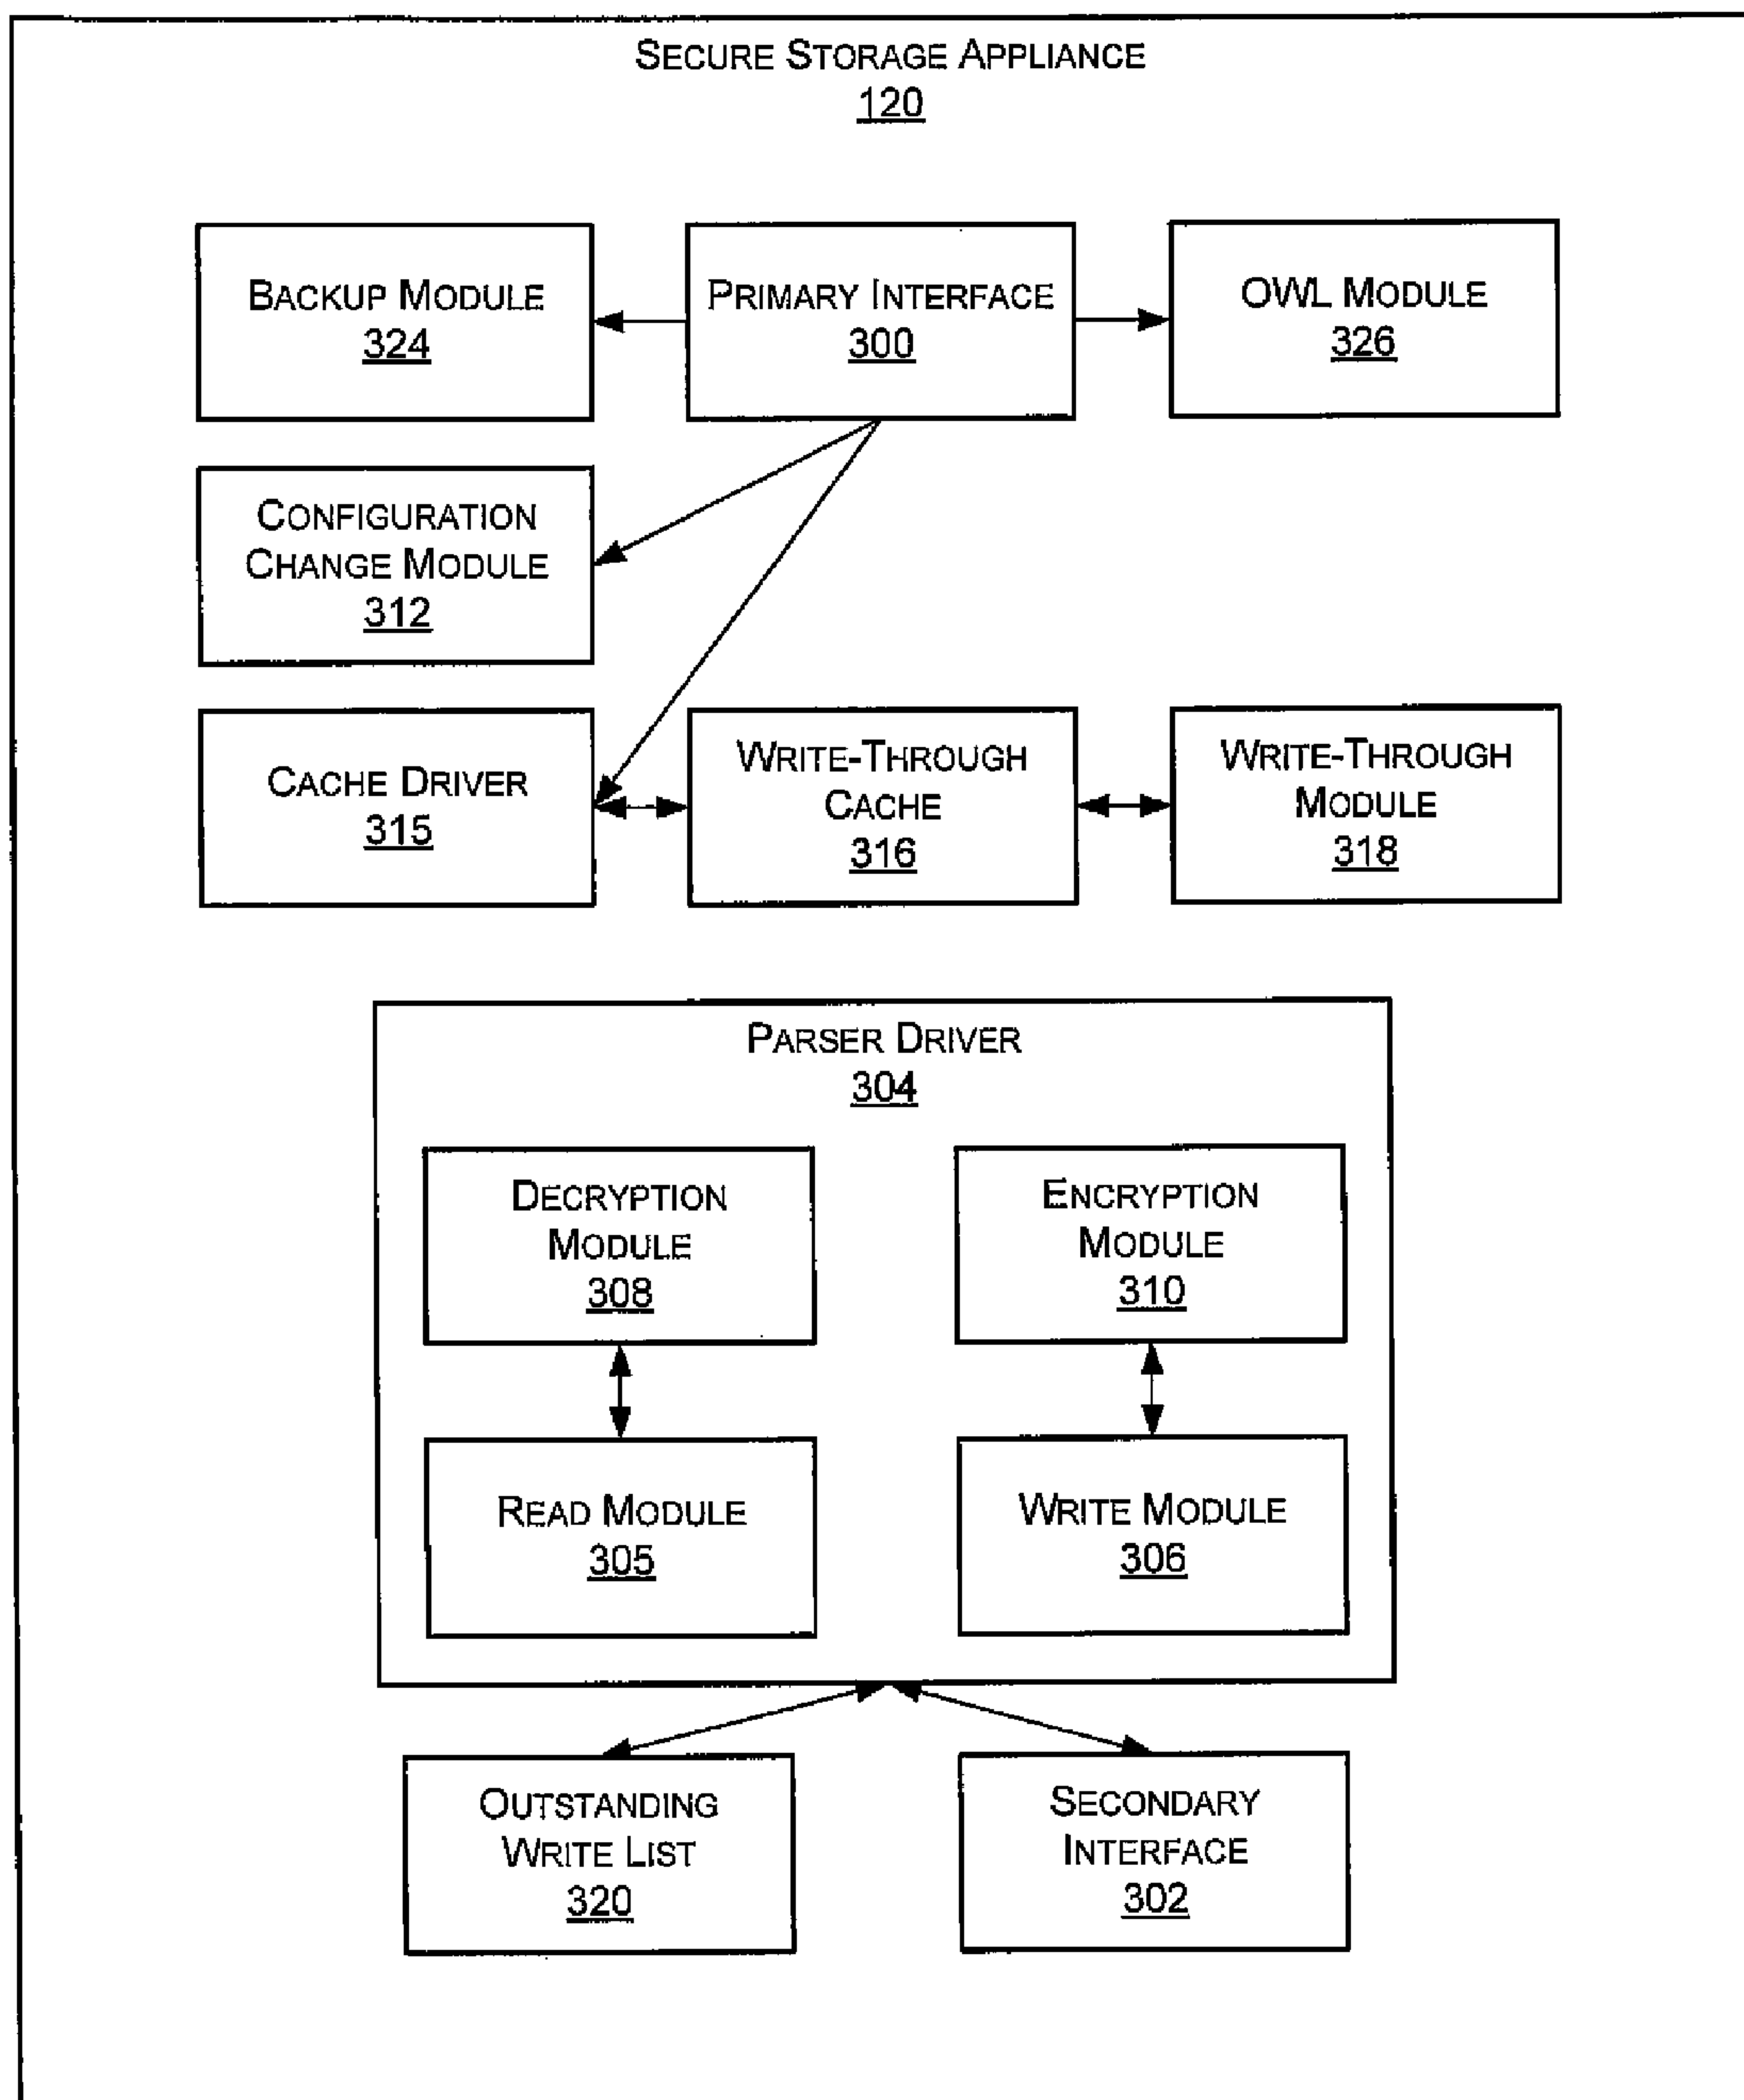 SECURE STORAGE APPLIANCE
120
BACKUP MODULE
324
PRIMARY INTERFACE
300
OWL MODULE
326
CONFIGURATION
CHANGE MODULE
312
CACHE DRIVER
315
WRITE-THROUGH
CACHE
316
WRITE-THROUGH
MODULE
318
PARSER DRIVER
304
DECRYPTION
MODULE
308
ENCRYPTION
MODULE
310
READ MODULE
305
WRITE MODULE
306
OUTSTANDING
WRITE LIST
320
SECONDARY
INTERFACE
302